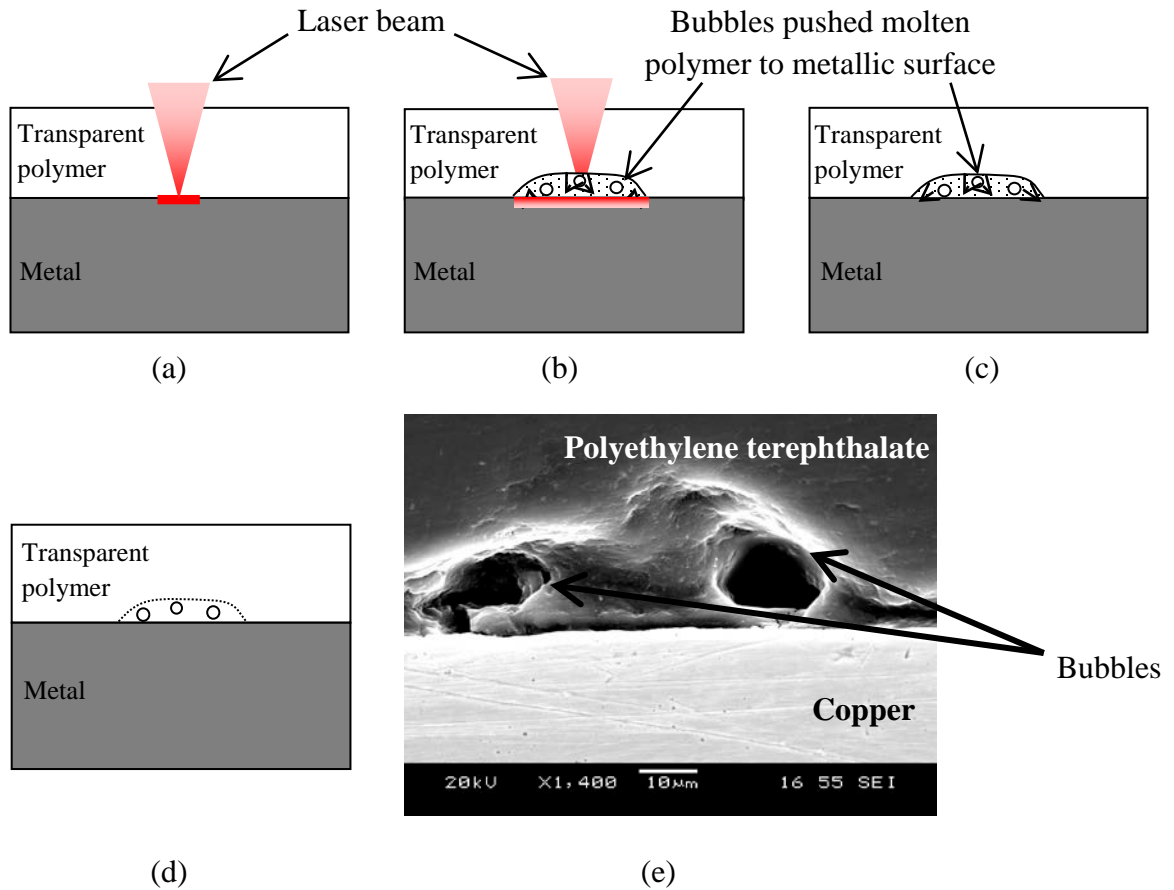 Laser beam
Bubbles pushed molten
polymer to metallic surface
Transparent
polymer
Metal
(a)
Transparent
polymer
Metal
(b)
Transparent
polymer
Metal
(c)
Transparent
polymer
Metal
(d)
Polyethylene terephthalate
Bubbles
Copper
20kV X1,400 10μm 16 55 SEI
(e)